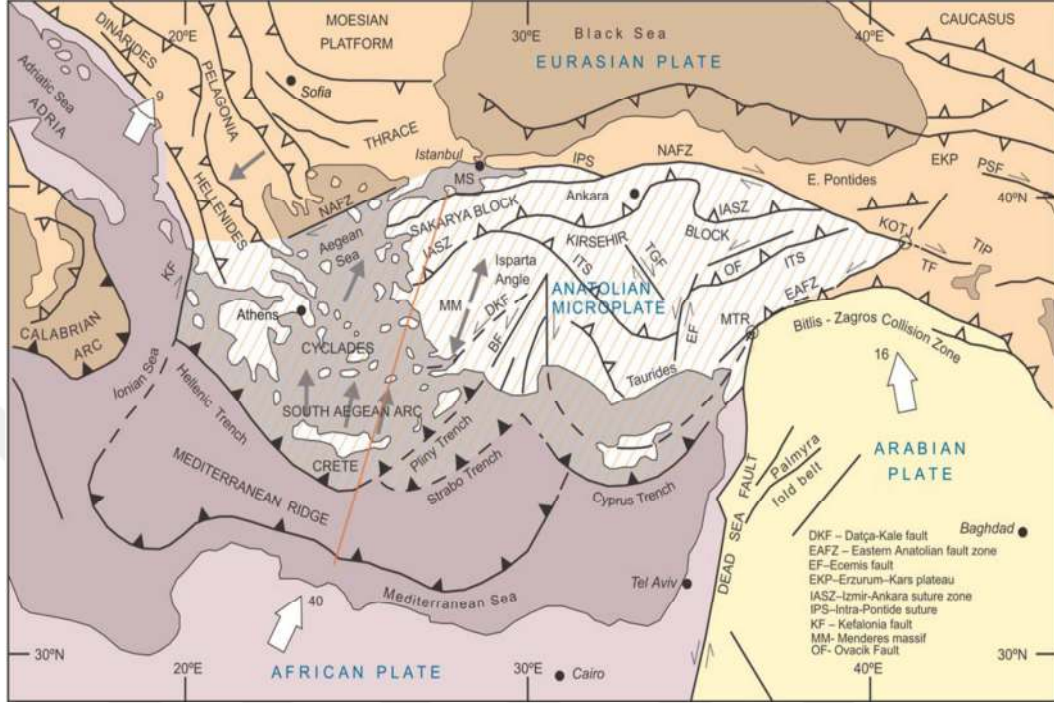 20ºE
30ºE
40ºE
DINARIDES
MOESIAN
PLATFORM
Black Sea
EURASIAN PLATE
CAUCASUS
Adriatic Sea
ADRIA
9
PELAGONIA
Sofia
THRACE
HELLENIDES
Istanbul
MS
IPS
NAFZ
EKP
PSF
40ºN
E. Pontides
NAFZ
Aegean
Sea
SAKARYA BLOCK
Ankara
IASZ
BLOCK
KIRSEHIR
IASZ
KOTJ
TIP
TF
KF
Isparta
Angle
ITS
TGF
OF
ITS
EAFZ
MM
DKF
ANATOLIAN
MICROPLATE
MTR
Bitlis - Zagros Collision Zone
CALABRIAN
ARC
Athens
CYCLADES
BF
EF
Taurides
16
Ionian Sea
Hellenic Trench
SOUTH AEGEAN ARC
CRETE
Pliny Trench
Strabo Trench
Cyprus Trench
MEDITERRANEAN RIDGE
ARABIAN
PLATE
Palmyra
fold belt
DEAD SEA FAULT
Baghdad
DKF – Datça-Kale fault
EAFZ – Eastern Anatolian fault zone
EF–Ecemis fault
EKP–Erzurum–Kars plateau
IASZ–Izmir-Ankara suture zone
IPS–Intra-Pontide suture
KF – Kefalonia fault
MM- Menderes massif
OF- Ovacik Fault
Tel Aviv
Mediterranean Sea
40
30ºN
30ºN
20ºE
AFRICAN PLATE
30ºE
Cairo
40ºE